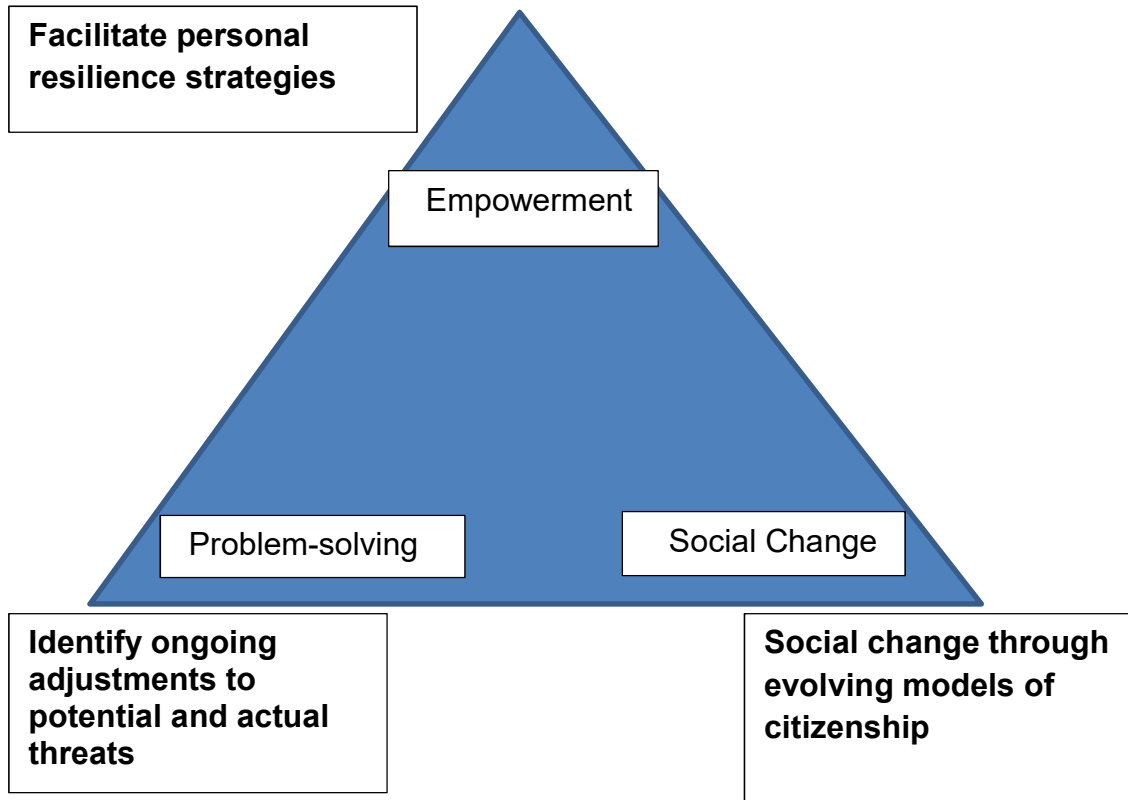 Facilitate personal
resilience strategies
Empowerment
Problem-solving
Social Change
Identify ongoing
adjustments to
potential and actual
threats
Social change through
evolving models of
citizenship